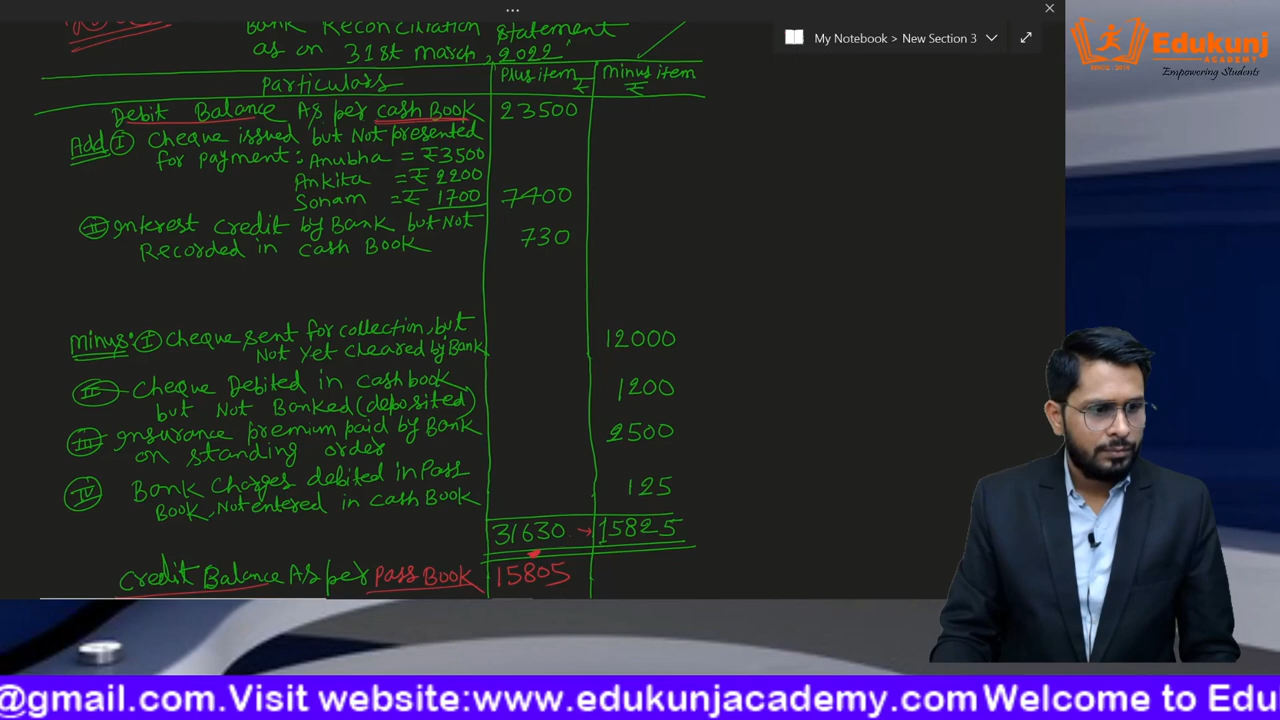 Bank Reconciliation Statement
as on 31st March, 2022
Particulars Plus item ₹ Minus item ₹
Debit Balance As per cash Book 23500
Add I Cheque issued but Not presented
for payment: Anubha = ₹3500
Ankita = ₹ 2200
Sonam = ₹ 1700 7400
II Interest credit by Bank but Not 730
Recorded in cash Book
Minus: I Cheque sent for collection, but 12000
Not yet cleared by Bank
II Cheque Debited in cash book 1200
but Not Banked (deposited)
III Insurance premium paid by Bank 2500
on standing order
IV Bank Charges debited in Pass 125
Book, Not entered in cash Book
31630 → 15825
Credit Balance As per Pass Book 15805
My Notebook > New Section 3
Edukunj
ACADEMY
Empowering Students
@gmail.com.Visit website:www.edukunjacademy.com Welcome to Edu